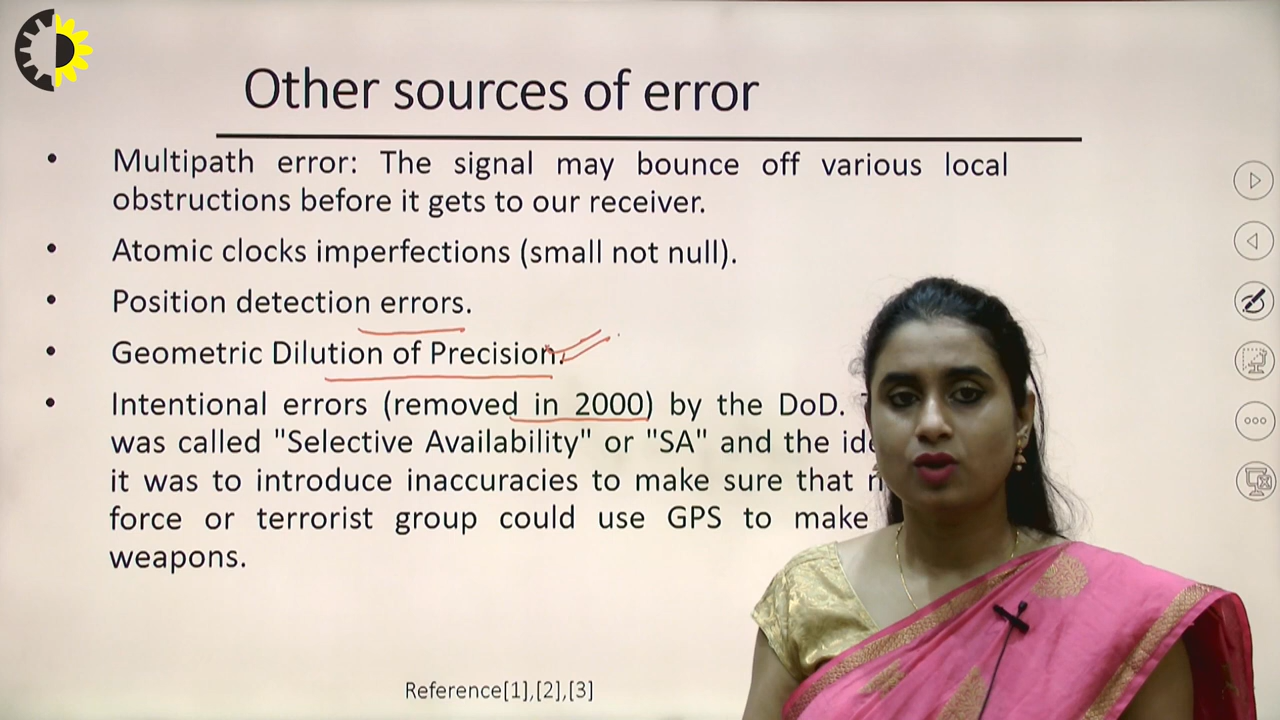 Other sources of error
• Multipath error: The signal may bounce off various local
obstructions before it gets to our receiver.
• Atomic clocks imperfections (small not null).
• Position detection errors.
• Geometric Dilution of Precision.
• Intentional errors (removed in 2000) by the DoD.
was called "Selective Availability" or "SA" and the
it was to introduce inaccuracies to make sure that
force or terrorist group could use GPS to make
weapons.
Reference[1],[2],[3]